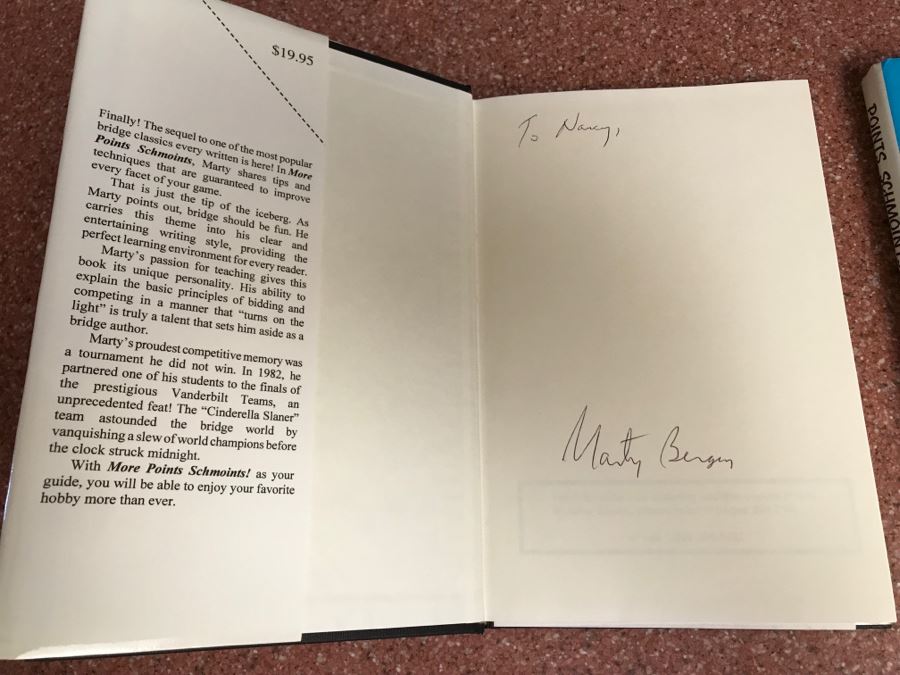 $19.95
Finally! The sequel to one of the most popular
bridge classics every written is here! In More
Points Schmoints, Marty shares tips and
techniques that are guaranteed to improve
every facet of your game.
That is just the tip of the iceberg. As
Marty points out, bridge should be fun. He
carries this theme into his clear and
entertaining writing style, providing the
perfect learning environment for every reader.
Marty's passion for teaching gives this
book its unique personality. His ability to
explain the basic principles of bidding and
competing in a manner that "turns on the
light" is truly a talent that sets him aside as a
bridge author.
Marty's proudest competitive memory was
a tournament he did not win. In 1982, he
partnered one of his students to the finals of
the prestigious Vanderbilt Teams, an
unprecedented feat! The "Cinderella Slaner"
team astounded the bridge world by
vanquishing a slew of world champions before
the clock struck midnight.
With More Points Schmoints! as your
guide, you will be able to enjoy your favorite
hobby more than ever.
To Nancy,
Marty Bergen
POINTS SCHMOINT